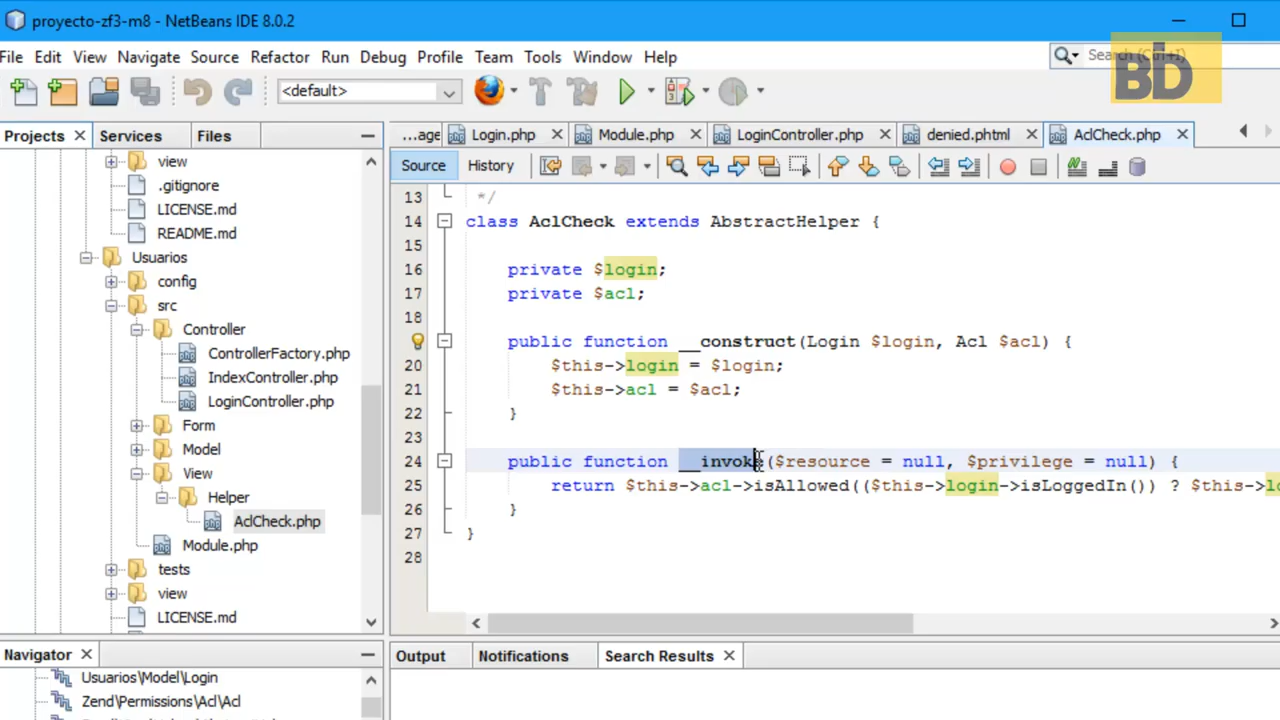 proyecto-zf3-m8 - NetBeans IDE 8.0.2
File Edit View Navigate Source Refactor Run Debug Profile Team Tools Window Help
Search (Ctrl+I)
BD
<default>
Projects Services Files
...age Login.php Module.php LoginController.php denied.phtml AclCheck.php
Source History
view
.gitignore
LICENSE.md
README.md
Usuarios
config
src
Controller
ControllerFactory.php
IndexController.php
LoginController.php
Form
Model
View
Helper
AclCheck.php
Module.php
tests
view
LICENSE.md
13 */
14 class AclCheck extends AbstractHelper {
15
16 private $login;
17 private $acl;
18
public function __construct(Login $login, Acl $acl) {
20 $this->login = $login;
21 $this->acl = $acl;
22 }
23
24 public function __invoke($resource = null, $privilege = null) {
25 return $this->acl->isAllowed(($this->login->isLoggedIn()) ? $this->lo
26 }
27 }
28
Navigator
Usuarios\Model\Login
Zend\Permissions\Acl\Acl
Output Notifications Search Results